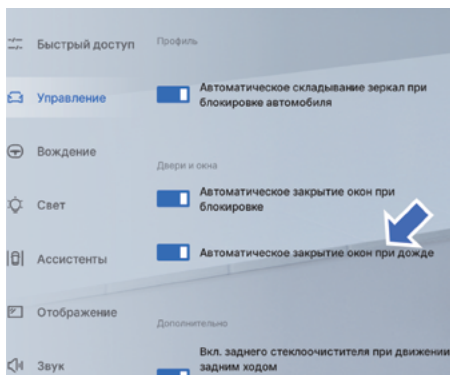 Быстрый доступ
Управление
Вождение
Свет
Ассистенты
Отображение
Звук
Профиль
Автоматическое складывание зеркал при
блокировке автомобиля
Двери и окна
Автоматическое закрытие окон при
блокировке
Автоматическое закрытие окон при дожде
Дополнительно
Вкл. заднего стеклоочистителя при движении
задним ходом